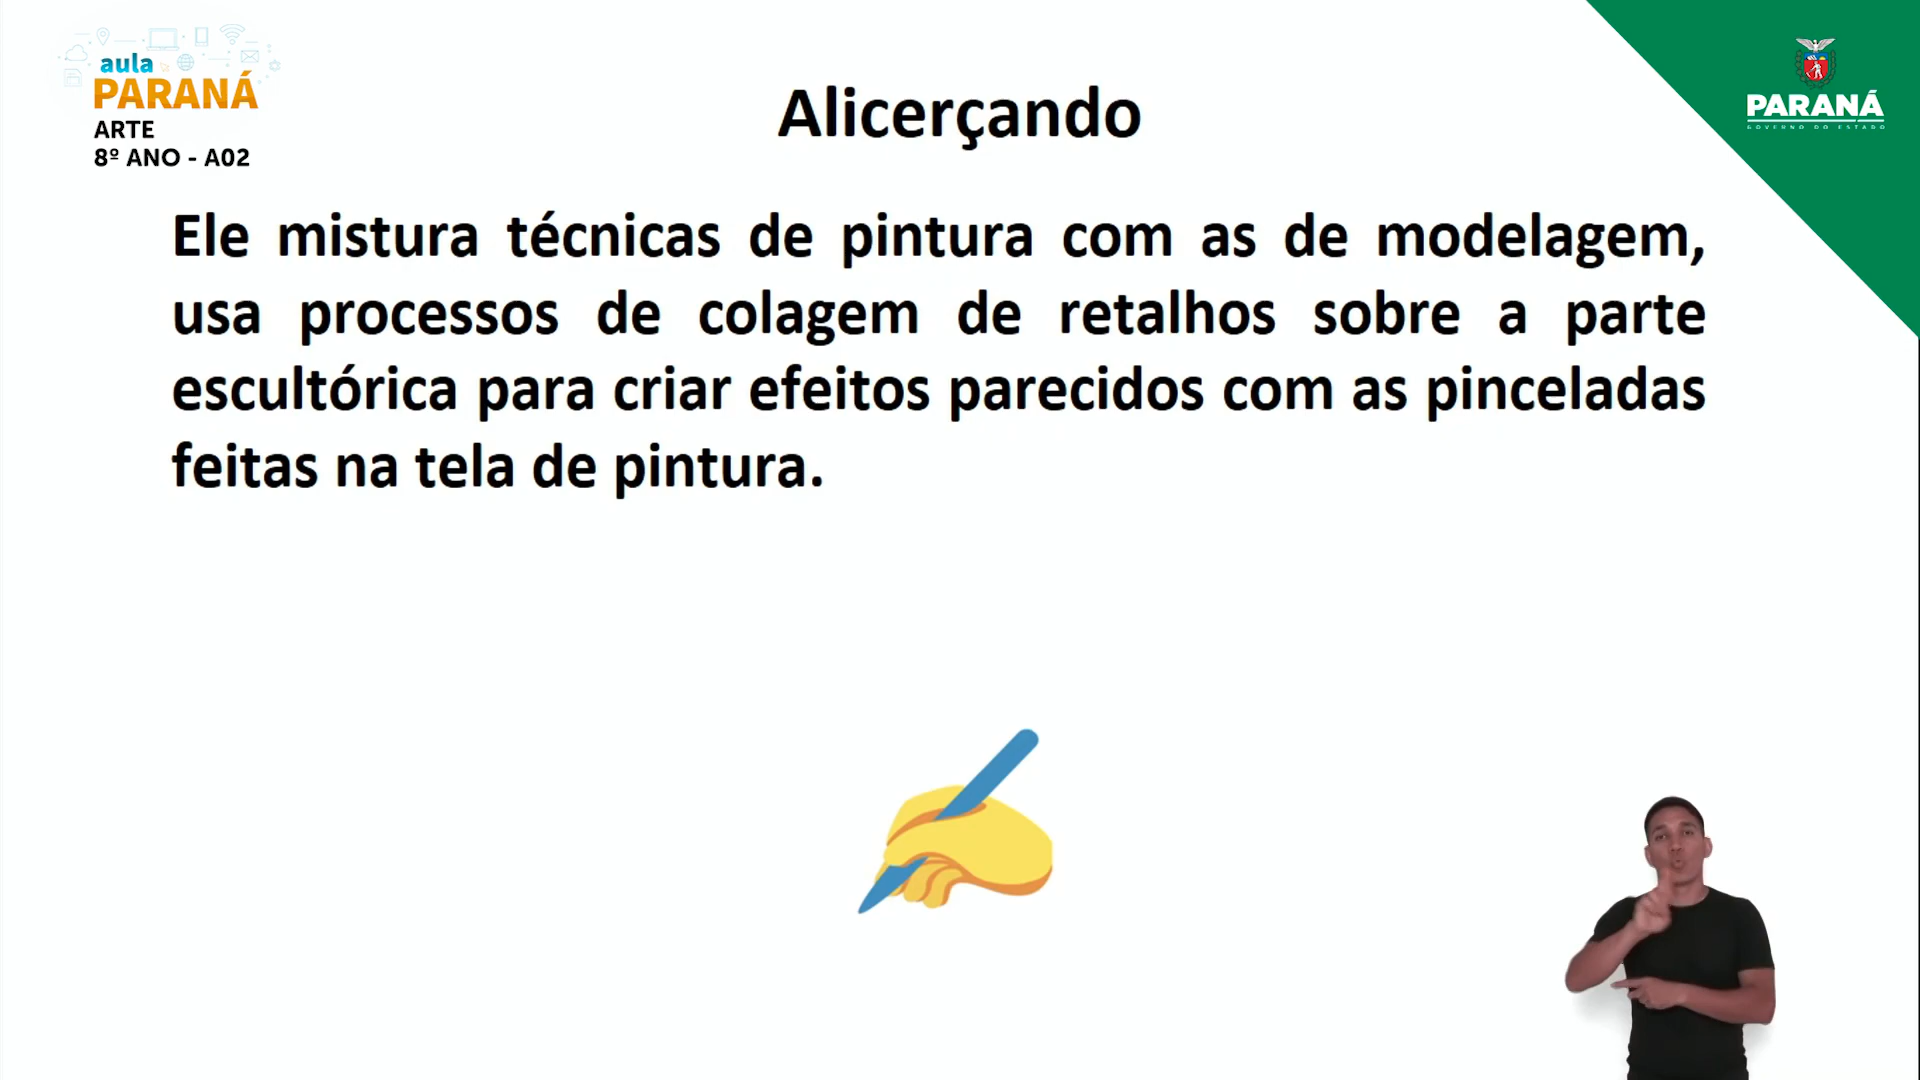 aula
PARANÁ
ARTE
8º ANO - A02
Alicerçando
PARANÁ
GOVERNO DO ESTADO
Ele mistura técnicas de pintura com as de modelagem,
usa processos de colagem de retalhos sobre a parte
escultórica para criar efeitos parecidos com as pinceladas
feitas na tela de pintura.